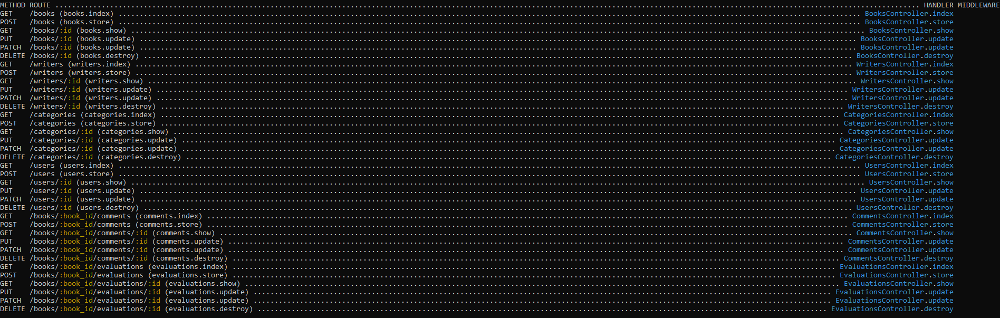 METHOD ROUTE ............................................................ HANDLER MIDDLEWARE
GET /books (books.index) ............................................................ BooksController.index
POST /books (books.store) ............................................................ BooksController.store
GET /books/:id (books.show) ............................................................ BooksController.show
PUT /books/:id (books.update) ............................................................ BooksController.update
PATCH /books/:id (books.update) ............................................................ BooksController.update
DELETE /books/:id (books.destroy) ............................................................ BooksController.destroy
GET /writers (writers.index) ............................................................ WritersController.index
POST /writers (writers.store) ............................................................ WritersController.store
GET /writers/:id (writers.show) ............................................................ WritersController.show
PUT /writers/:id (writers.update) ............................................................ WritersController.update
PATCH /writers/:id (writers.update) ............................................................ WritersController.update
DELETE /writers/:id (writers.destroy) ............................................................ WritersController.destroy
GET /categories (categories.index) ............................................................ CategoriesController.index
POST /categories (categories.store) ............................................................ CategoriesController.store
GET /categories/:id (categories.show) ............................................................ CategoriesController.show
PUT /categories/:id (categories.update) ............................................................ CategoriesController.update
PATCH /categories/:id (categories.update) ............................................................ CategoriesController.update
DELETE /categories/:id (categories.destroy) ............................................................ CategoriesController.destroy
GET /users (users.index) ............................................................ UsersController.index
POST /users (users.store) ............................................................ UsersController.store
GET /users/:id (users.show) ............................................................ UsersController.show
PUT /users/:id (users.update) ............................................................ UsersController.update
PATCH /users/:id (users.update) ............................................................ UsersController.update
DELETE /users/:id (users.destroy) ............................................................ UsersController.destroy
GET /books/:book_id/comments (comments.index) ............................................................ CommentsController.index
POST /books/:book_id/comments (comments.store) ............................................................ CommentsController.store
GET /books/:book_id/comments/:id (comments.show) ............................................................ CommentsController.show
PUT /books/:book_id/comments/:id (comments.update) ............................................................ CommentsController.update
PATCH /books/:book_id/comments/:id (comments.update) ............................................................ CommentsController.update
DELETE /books/:book_id/comments/:id (comments.destroy) ............................................................ CommentsController.destroy
GET /books/:book_id/evaluations (evaluations.index) ............................................................ EvaluationsController.index
POST /books/:book_id/evaluations (evaluations.store) ............................................................ EvaluationsController.store
GET /books/:book_id/evaluations/:id (evaluations.show) ............................................................ EvaluationsController.show
PUT /books/:book_id/evaluations/:id (evaluations.update) ............................................................ EvaluationsController.update
PATCH /books/:book_id/evaluations/:id (evaluations.update) ............................................................ EvaluationsController.update
DELETE /books/:book_id/evaluations/:id (evaluations.destroy) ............................................................ EvaluationsController.destroy